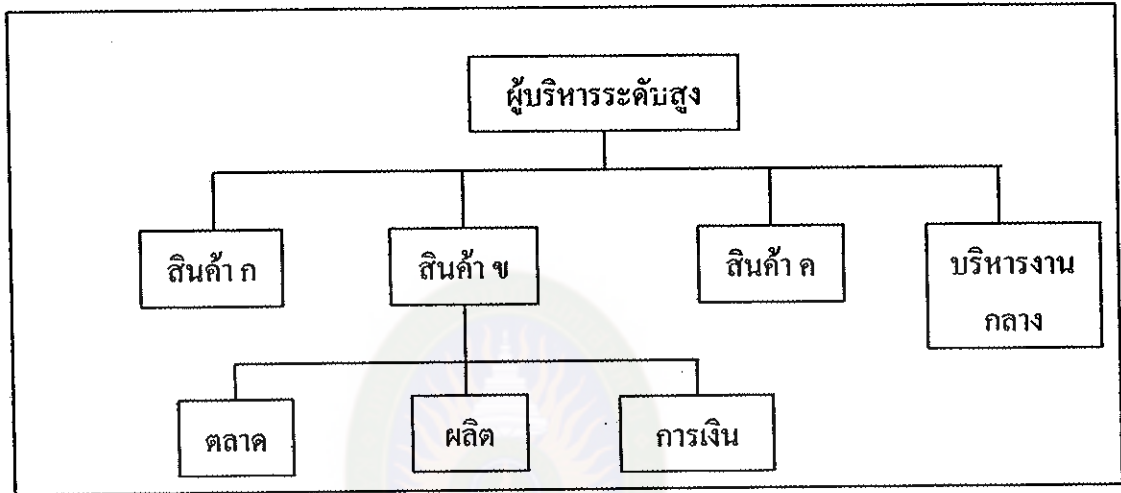 ผู้บริหารระดับสูง
สินค้า ก
สินค้า ข
สินค้า ค
บริหารงาน
กลาง
ตลาด
ผลิต
การเงิน